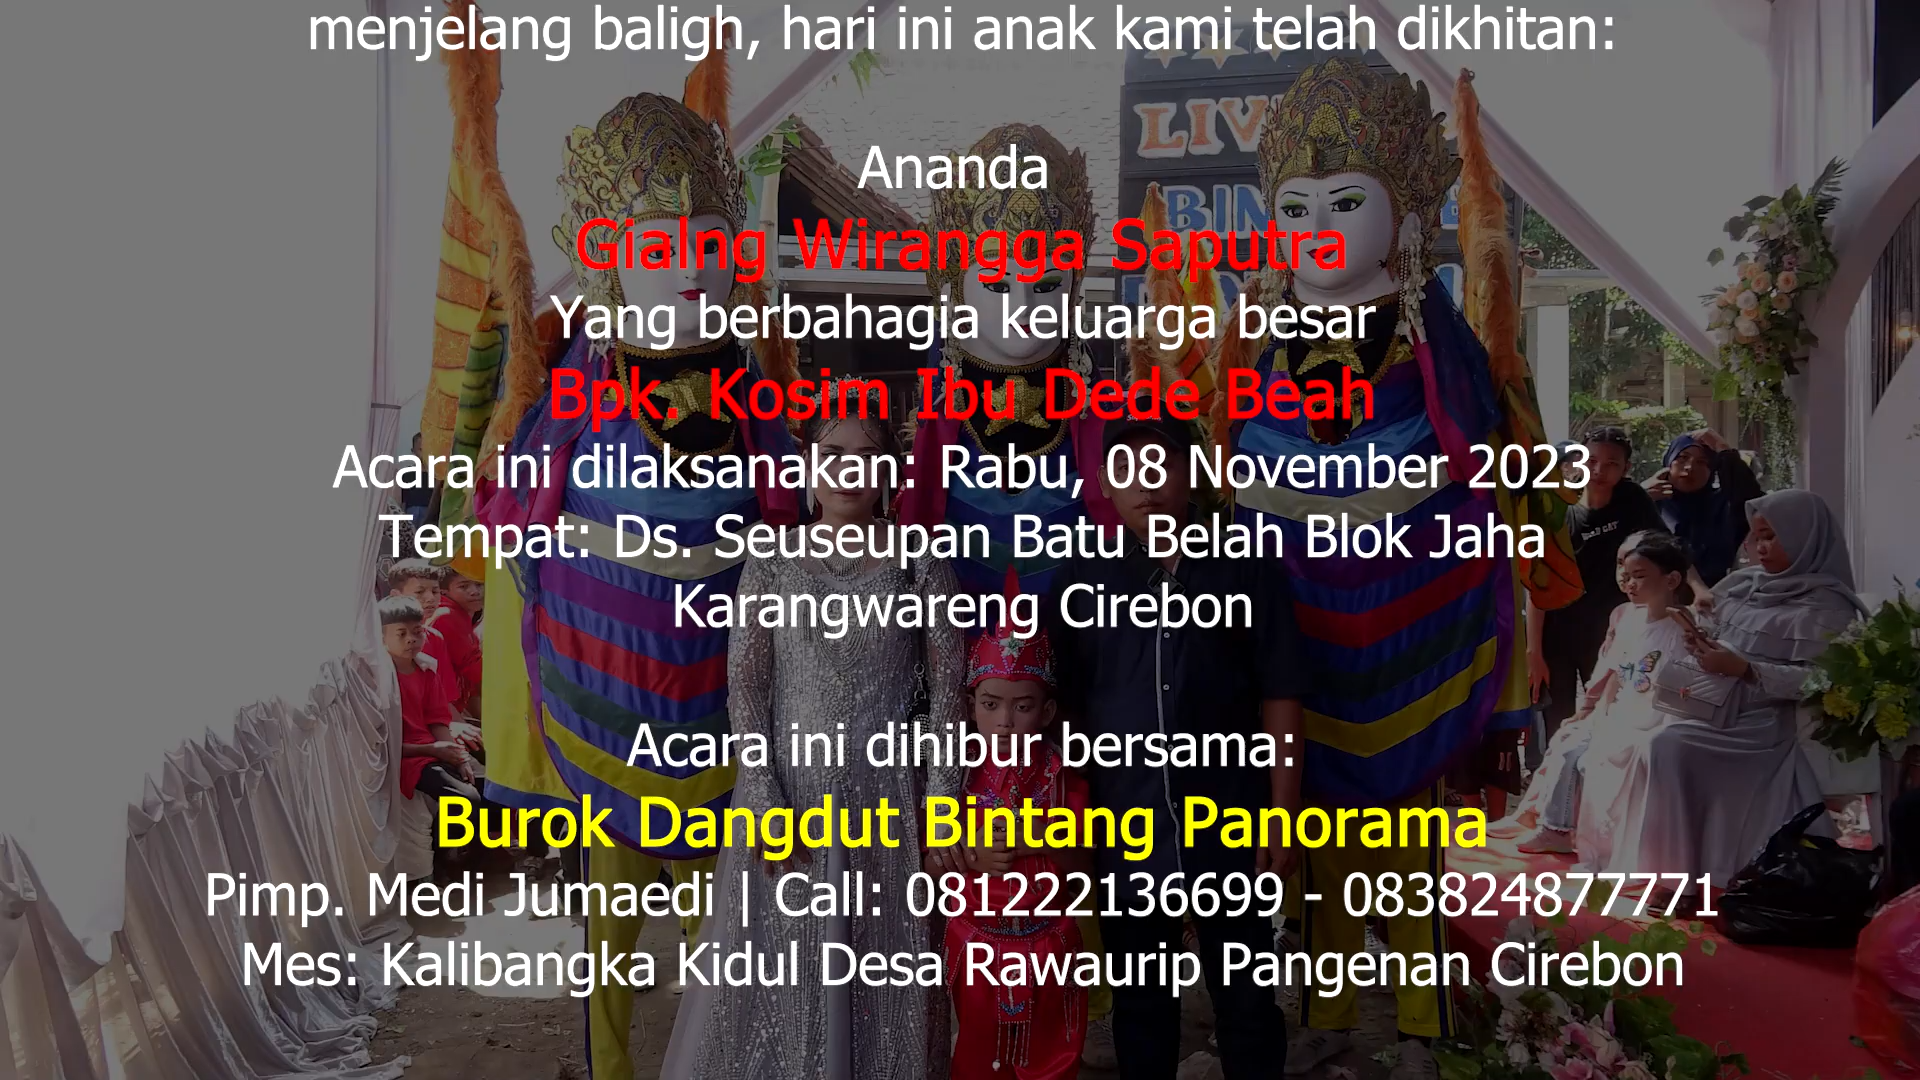 menjelang baligh, hari ini anak kami telah dikhitan:
Ananda
Gialng Wirangga Saputra
Yang berbahagia keluarga besar
Bpk. Kosim Ibu Dede Beah
Acara ini dilaksanakan: Rabu, 08 November 2023
Tempat: Ds. Seuseupan Batu Belah Blok Jaha
Karangwareng Cirebon
Acara ini dihibur bersama:
Burok Dangdut Bintang Panorama
Pimp. Medi Jumaedi | Call: 081222136699 - 083824877771
Mes: Kalibangka Kidul Desa Rawaurip Pangenan Cirebon